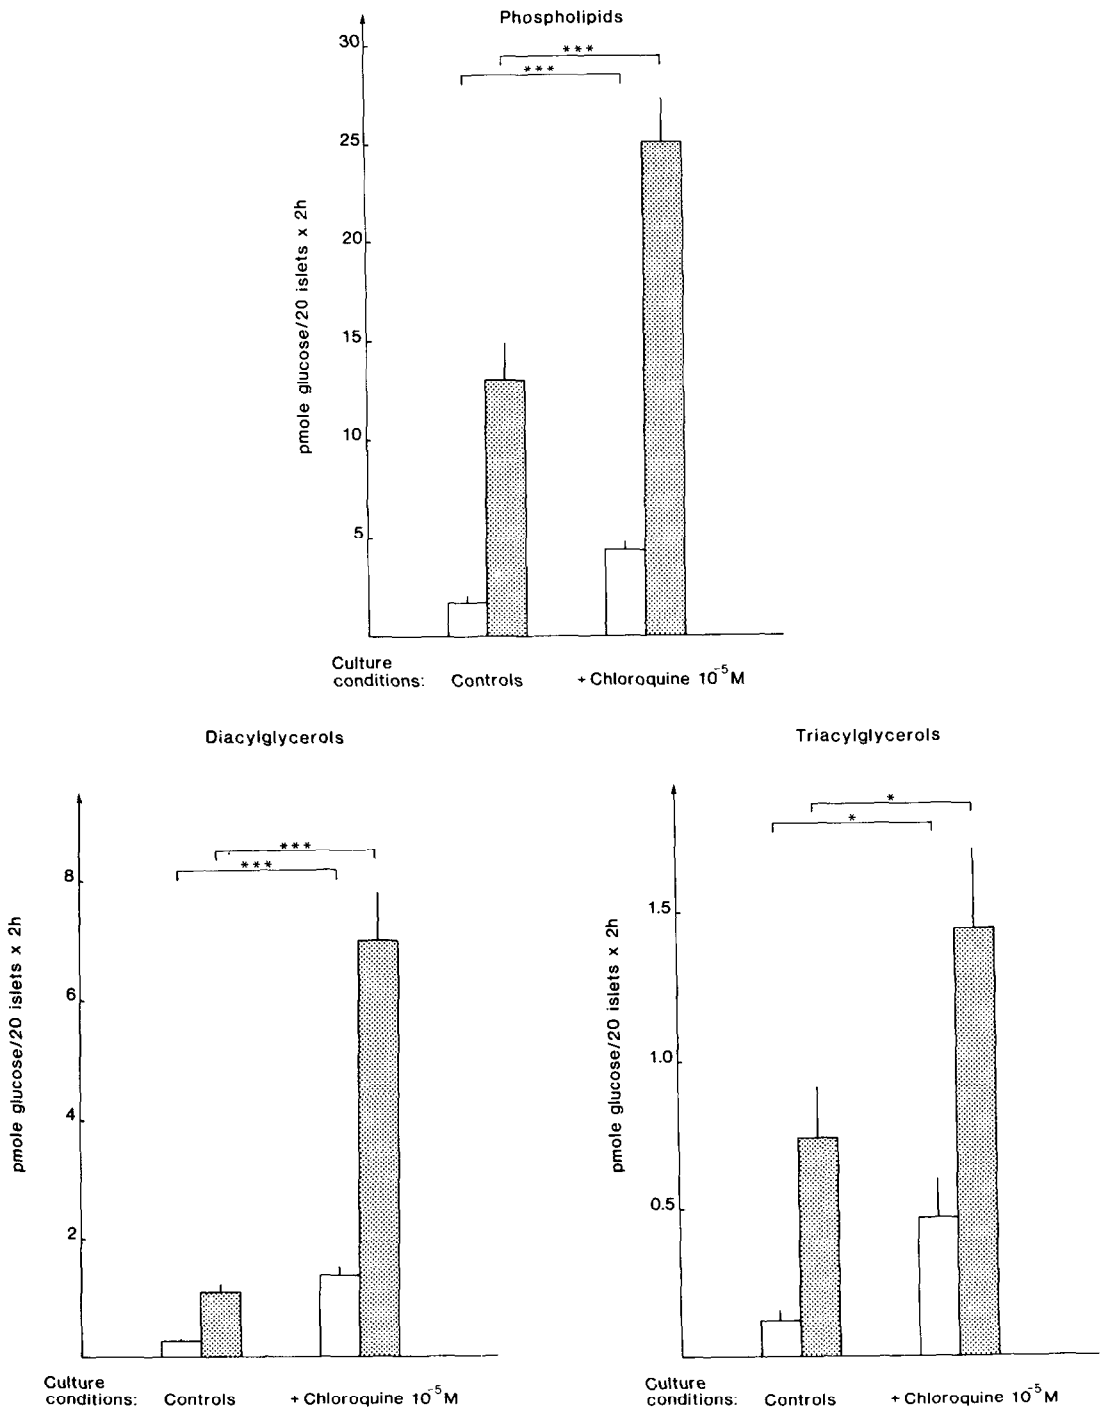 Phospholipids
30
***
***
25
20
15
10
5
pmole glucose/20 islets x 2h
Culture
conditions: Controls + Chloroquine 10⁻⁵M
Diacylglycerols
8
***
***
6
4
2
pmole glucose/20 islets x 2h
Culture
conditions: Controls + Chloroquine 10⁻⁵M
Triacylglycerols
*
*
1.5
1.0
0.5
pmole glucose/20 islets x 2h
Culture
conditions: Controls + Chloroquine 10⁻⁵M